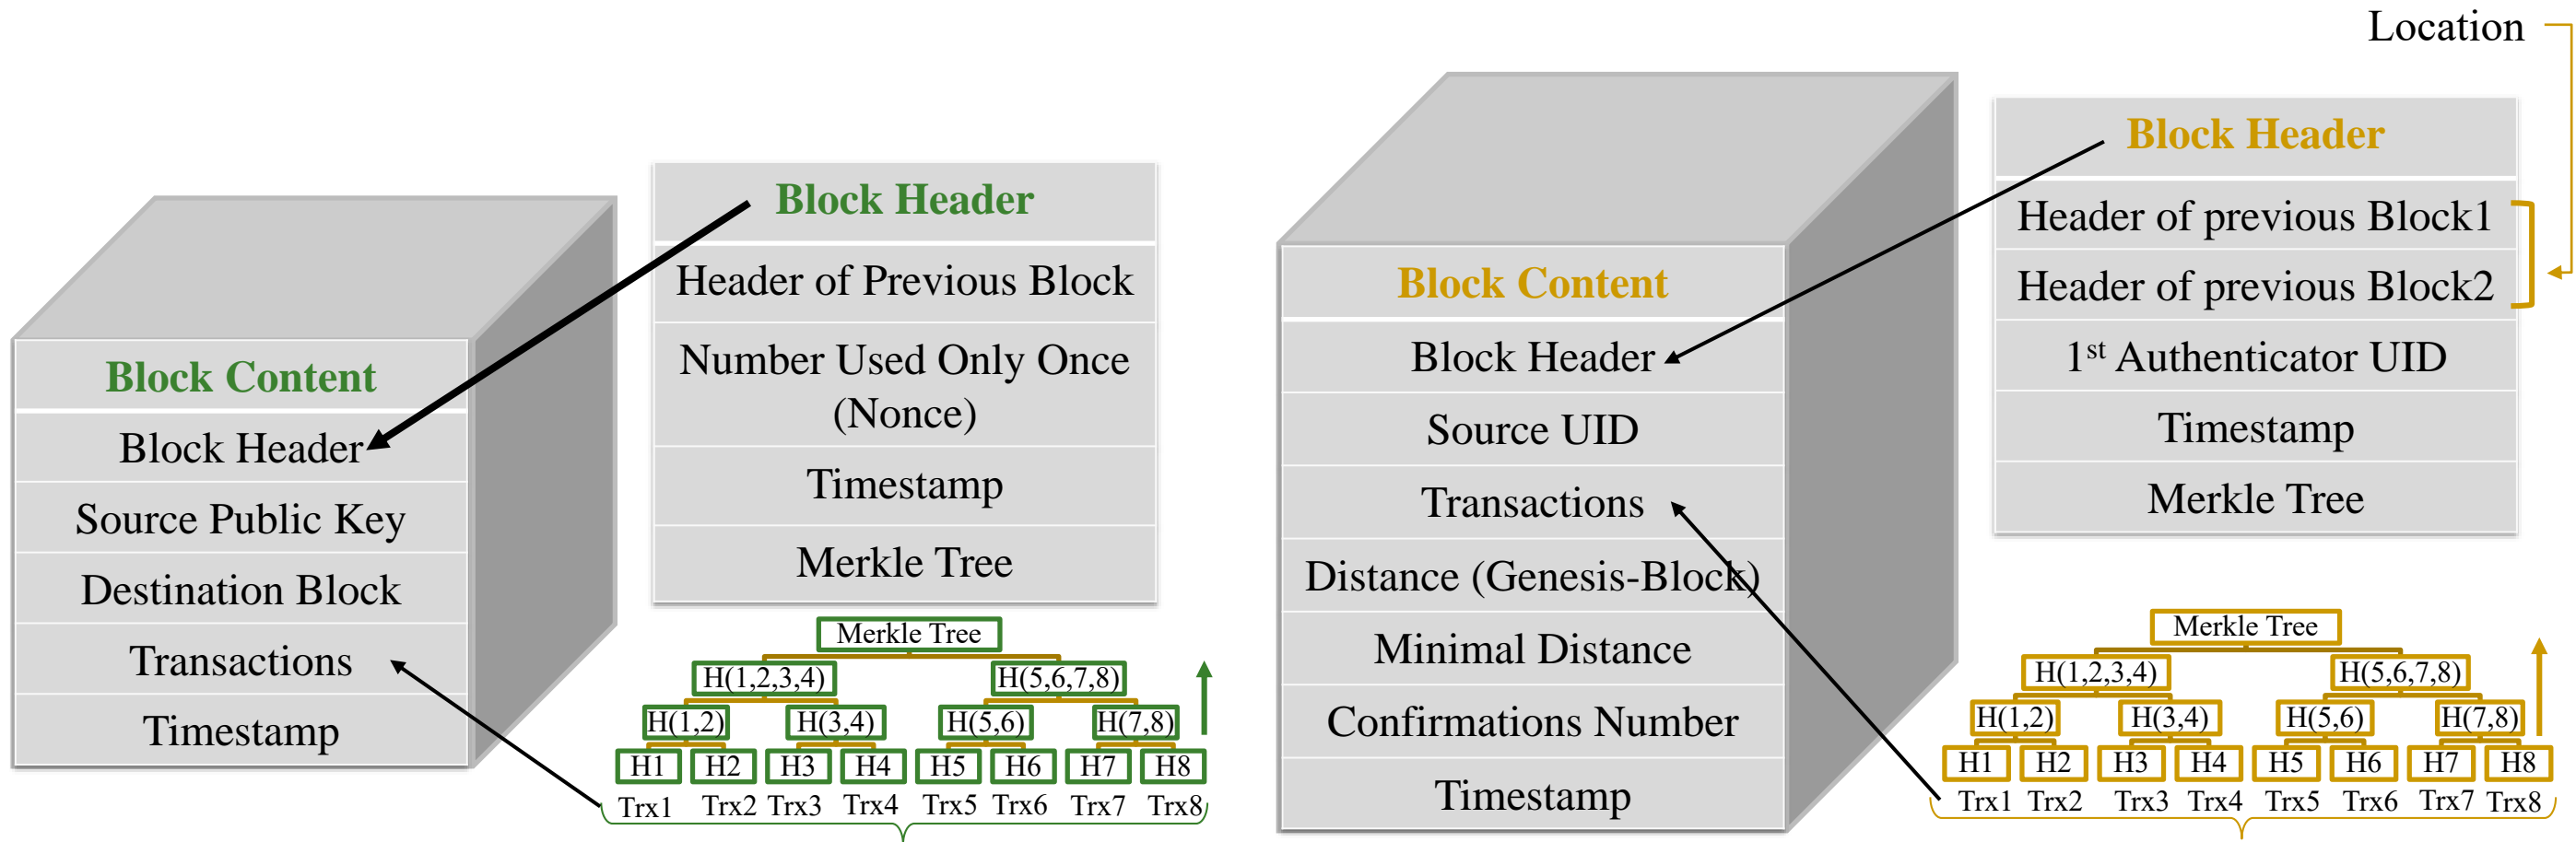 Block Content
Block Header
Source Public Key
Destination Block
Transactions
Timestamp
Block Header
Header of Previous Block
Number Used Only Once
(Nonce)
Timestamp
Merkle Tree
Merkle Tree
H(1,2,3,4) H(5,6,7,8)
H(1,2) H(3,4) H(5,6) H(7,8)
H1 H2 H3 H4 H5 H6 H7 H8
Trx1 Trx2 Trx3 Trx4 Trx5 Trx6 Trx7 Trx8
Block Content
Block Header
Source UID
Transactions
Distance (Genesis-Block)
Minimal Distance
Confirmations Number
Timestamp
Location
Block Header
Header of previous Block1
Header of previous Block2
1st Authenticator UID
Timestamp
Merkle Tree
Merkle Tree
H(1,2,3,4) H(5,6,7,8)
H(1,2) H(3,4) H(5,6) H(7,8)
H1 H2 H3 H4 H5 H6 H7 H8
Trx1 Trx2 Trx3 Trx4 Trx5 Trx6 Trx7 Trx8